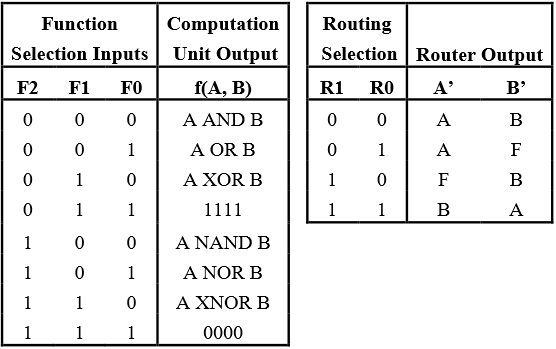 Function
Selection Inputs
Computation
Unit Output
F2 F1 F0 f(A, B)
0 0 0 A AND B
0 0 1 A OR B
0 1 0 A XOR B
0 1 1 1111
1 0 0 A NAND B
1 0 1 A NOR B
1 1 0 A XNOR B
1 1 1 0000
Routing
Selection
Router Output
R1 R0 A’ B’
0 0 A B
0 1 A F
1 0 F B
1 1 B A